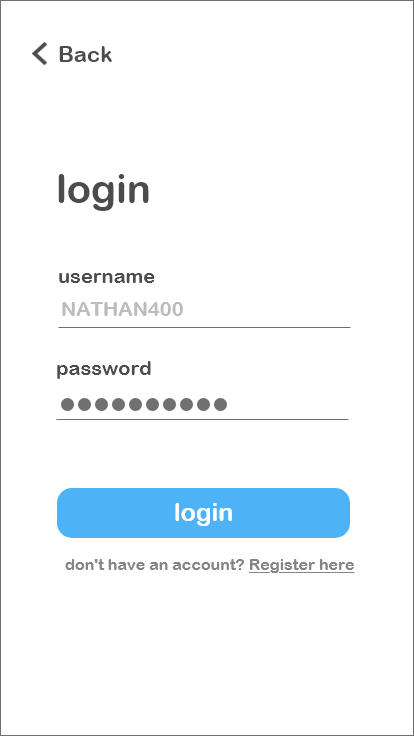 Back
login
username
NATHAN400
password
login
don't have an account? Register here